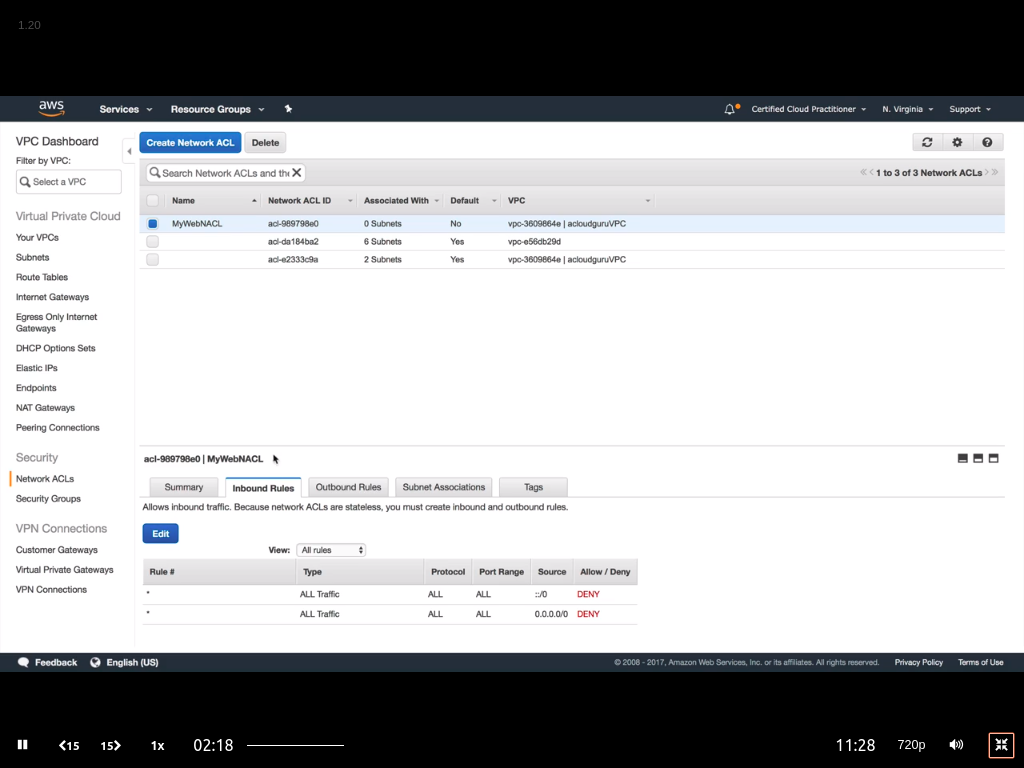 1.20
aws Services Resource Groups Certified Cloud Practitioner N. Virginia Support
VPC Dashboard
Filter by VPC:
Select a VPC
Virtual Private Cloud
Your VPCs
Subnets
Route Tables
Internet Gateways
Egress Only Internet
Gateways
DHCP Options Sets
Elastic IPs
Endpoints
NAT Gateways
Peering Connections
Security
Network ACLs
Security Groups
VPN Connections
Customer Gateways
Virtual Private Gateways
VPN Connections
Create Network ACL Delete
Search Network ACLs and the X 1 to 3 of 3 Network ACLs
Name Network ACL ID Associated With Default VPC
MyWebNACL acl-989798e0 0 Subnets No vpc-3609864e | acloudguruVPC
acl-da184ba2 6 Subnets Yes vpc-e56db29d
acl-e2333c9a 2 Subnets Yes vpc-3609864e | acloudguruVPC
acl-989798e0 | MyWebNACL
Summary Inbound Rules Outbound Rules Subnet Associations Tags
Allows inbound traffic. Because network ACLs are stateless, you must create inbound and outbound rules.
Edit
View: All rules
Rule # Type Protocol Port Range Source Allow / Deny
* ALL Traffic ALL ALL ::/0 DENY
* ALL Traffic ALL ALL 0.0.0.0/0 DENY
Feedback English (US) © 2008 - 2017, Amazon Web Services, Inc. or its affiliates. All rights reserved. Privacy Policy Terms of Use
15 15 1x 02:18 11:28 720p